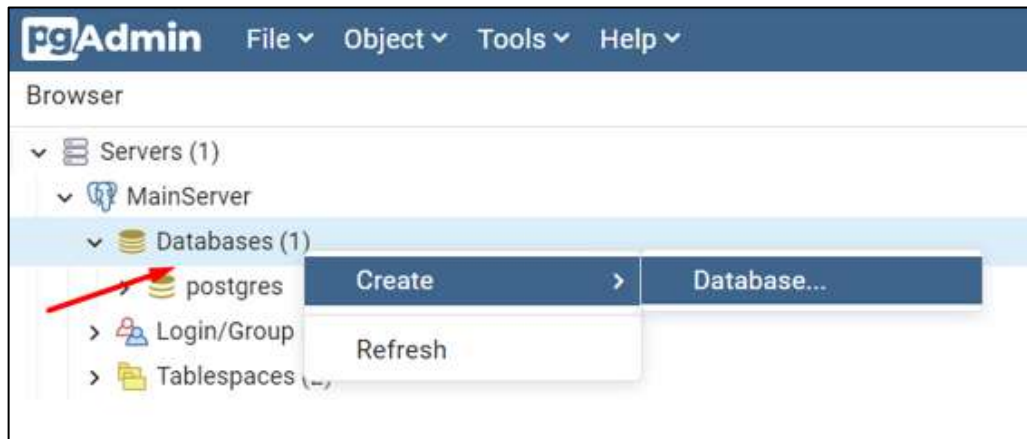 pgAdmin File Object Tools Help
Browser
Servers (1)
MainServer
Databases (1)
postgres Create Database...
Login/Group
Refresh
Tablespaces